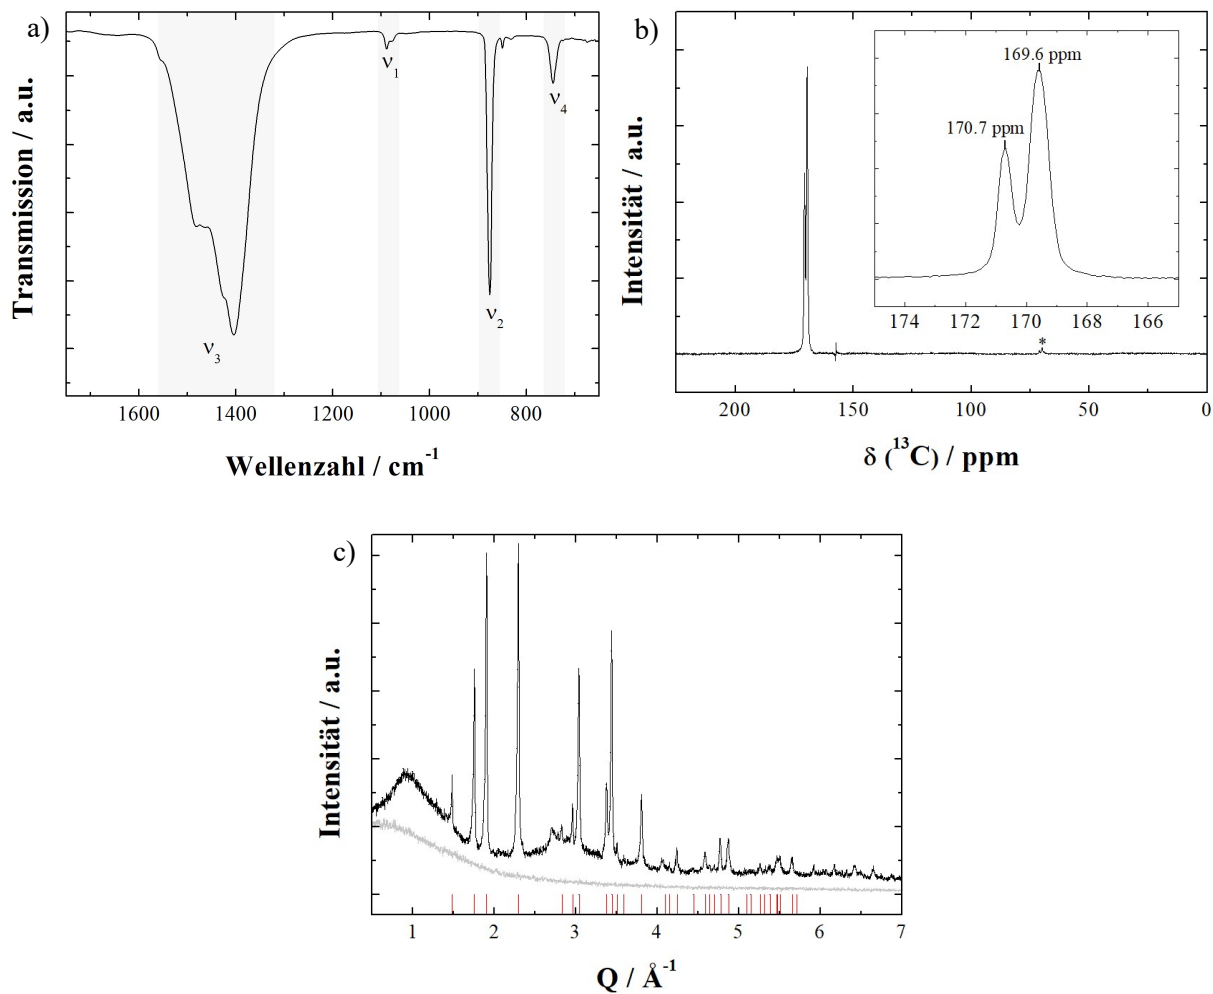 a)
Transmission / a.u.
ν1
ν2
ν3
ν4
1600 1400 1200 1000 800
Wellenzahl / cm-1
b)
Intensität / a.u.
169.6 ppm
170.7 ppm
174 172 170 168 166
*
200 150 100 50 0
δ (13C) / ppm
c)
Intensität / a.u.
1 2 3 4 5 6 7
Q / Å-1